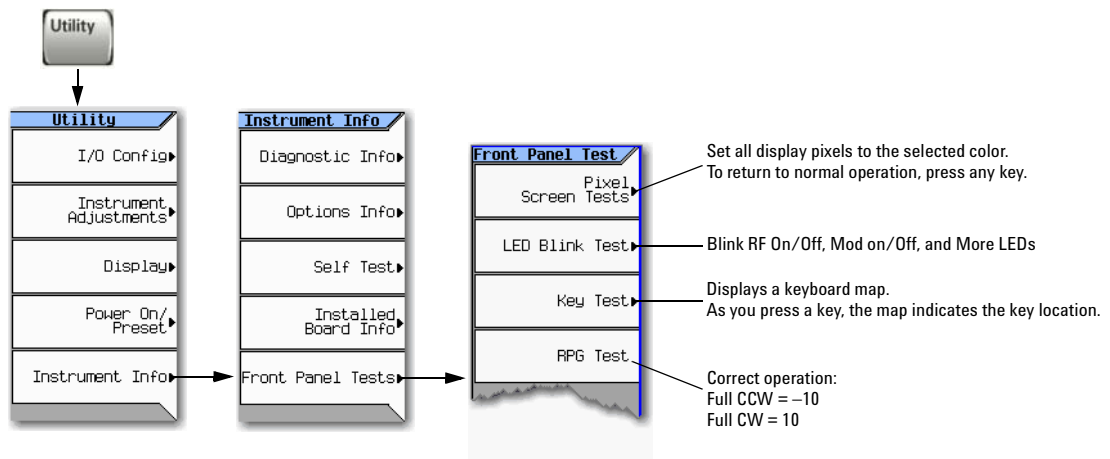 Utility
Utility
I/O Config
Instrument
Adjustments
Display
Power On/
Preset
Instrument Info
Instrument Info
Diagnostic Info
Options Info
Self Test
Installed
Board Info
Front Panel Tests
Front Panel Test
Pixel
Screen Tests
LED Blink Test
Key Test
RPG Test
Set all display pixels to the selected color.
To return to normal operation, press any key.
Blink RF On/Off, Mod on/Off, and More LEDs
Displays a keyboard map.
As you press a key, the map indicates the key location.
Correct operation:
Full CCW = –10
Full CW = 10